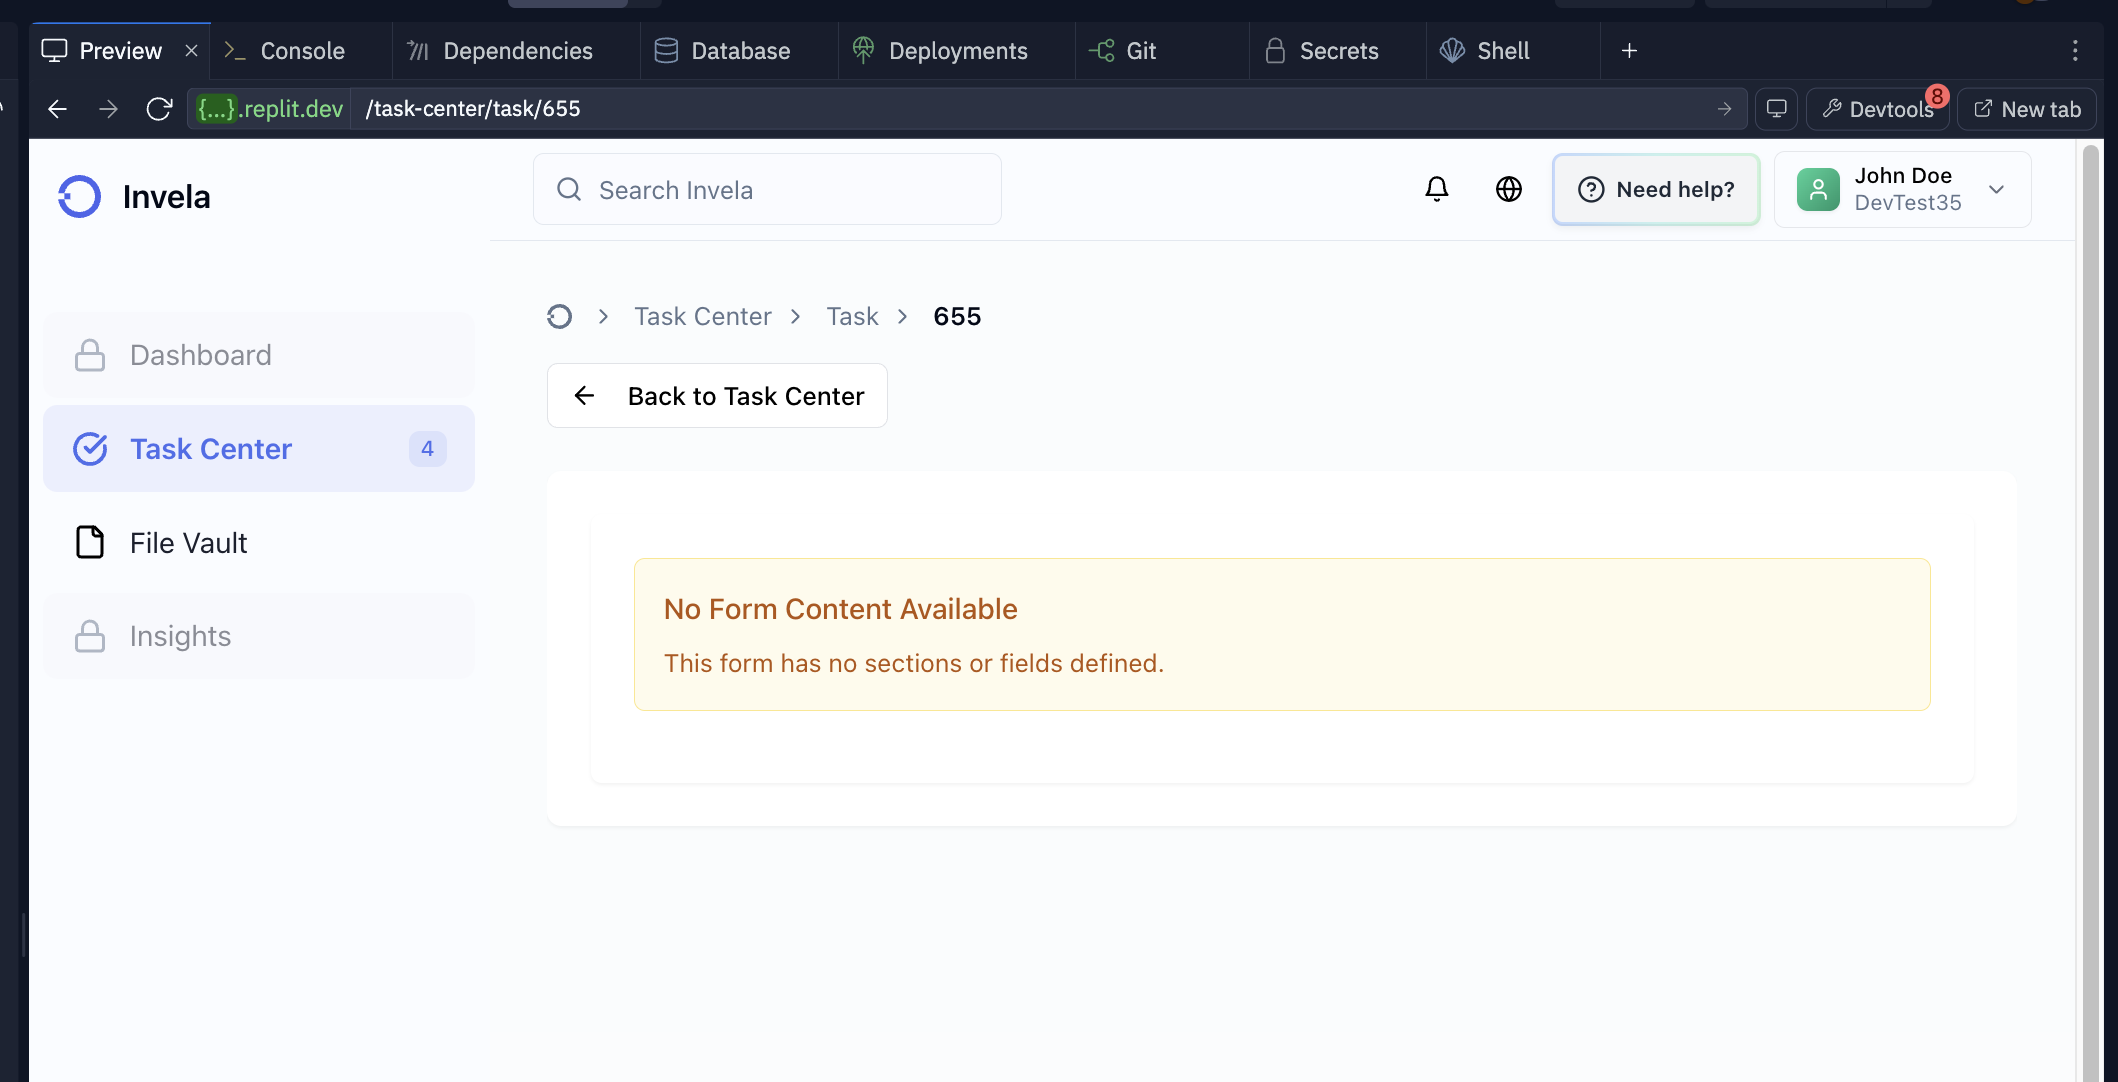 Preview
Console
Dependencies
Database
Deployments
Git
Secrets
Shell
{...}.replit.dev /task-center/task/655
Devtools 8
New tab
Invela
Search Invela
Need help?
John Doe
DevTest35
Dashboard
Task Center 4
File Vault
Insights
Task Center > Task > 655
Back to Task Center
No Form Content Available
This form has no sections or fields defined.